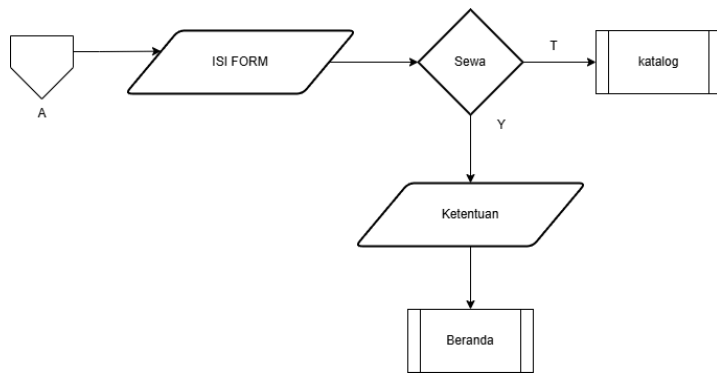 A
ISI FORM
Sewa
T
katalog
Y
Ketentuan
Beranda